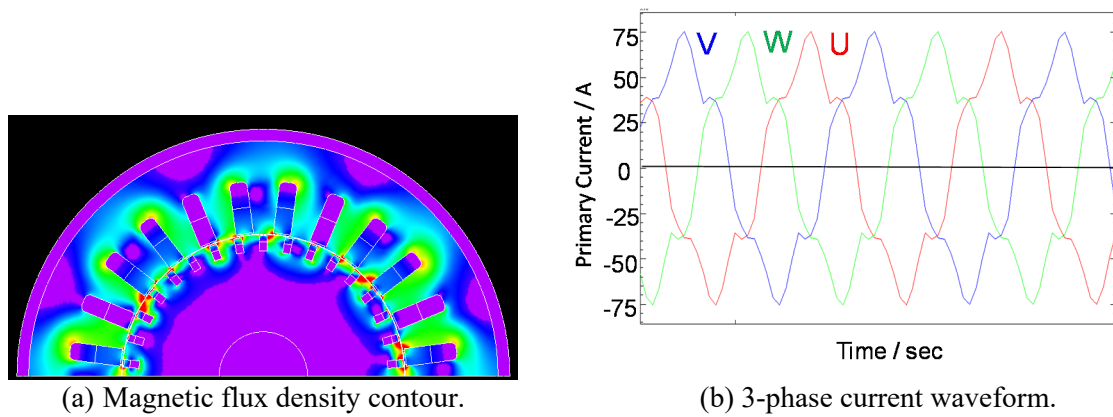 V W U
75
50
25
0
-25
-50
-75
Primary Current / A
Time / sec
(a) Magnetic flux density contour.
(b) 3-phase current waveform.